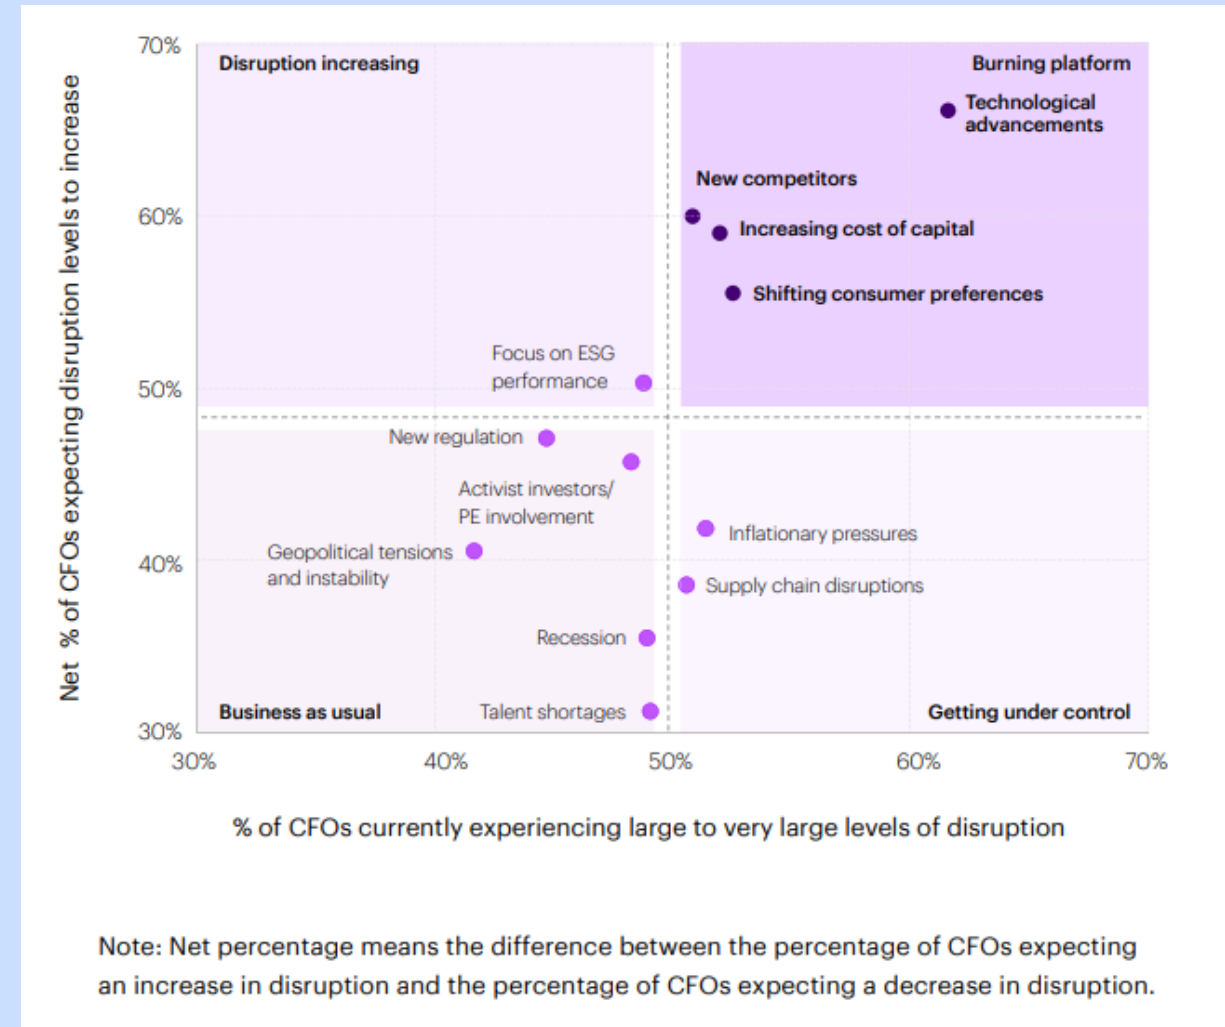 70%
Disruption increasing
Burning platform
Technological
advancements
New competitors
60%
Increasing cost of capital
Shifting consumer preferences
Focus on ESG
performance
50%
New regulation
Activist investors/
PE involvement
Inflationary pressures
Geopolitical tensions
and instability
40%
Supply chain disruptions
Recession
Business as usual
Talent shortages
Getting under control
30%
Net % of CFOs expecting disruption levels to increase
30%
40%
50%
60%
70%
% of CFOs currently experiencing large to very large levels of disruption
Note: Net percentage means the difference between the percentage of CFOs expecting
an increase in disruption and the percentage of CFOs expecting a decrease in disruption.